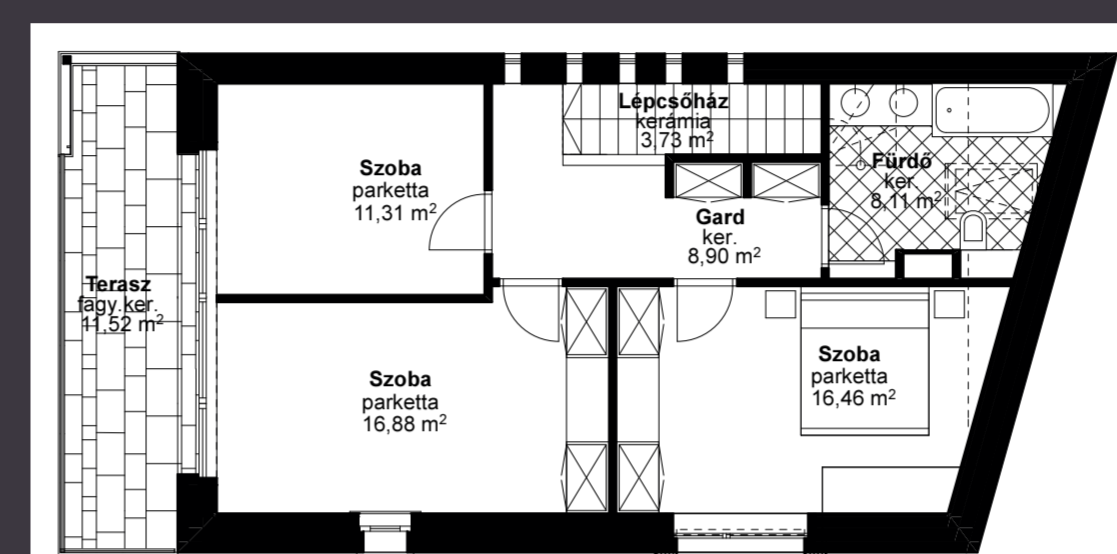 Lépcsőház
kerámia
3,73 m²
Szoba
parketta
11,31 m²
Fürdő
ker.
8,11 m²
Gard
ker.
8,90 m²
Terasz
fagy.ker.
11,52 m²
Szoba
parketta
16,88 m²
Szoba
parketta
16,46 m²